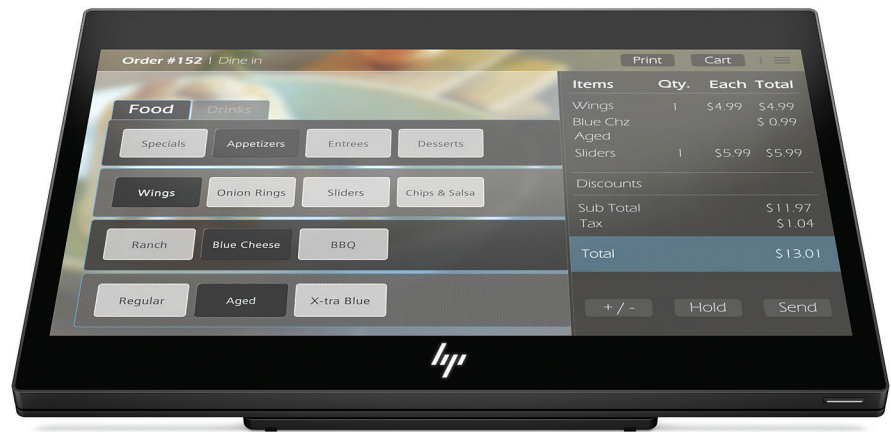 Order #152 | Dine in
Print
Cart
Food
Drinks
Specials
Appetizers
Entrees
Desserts
Wings
Onion Rings
Sliders
Chips & Salsa
Ranch
Blue Cheese
BBQ
Regular
Aged
X-tra Blue
Items Qty. Each Total
Wings 1 $4.99 $4.99
Blue Chz $ 0.99
Aged
Sliders 1 $5.99 $5.99
Discounts
Sub Total $11.97
Tax $1.04
Total $13.01
+ / -
Hold
Send
hp